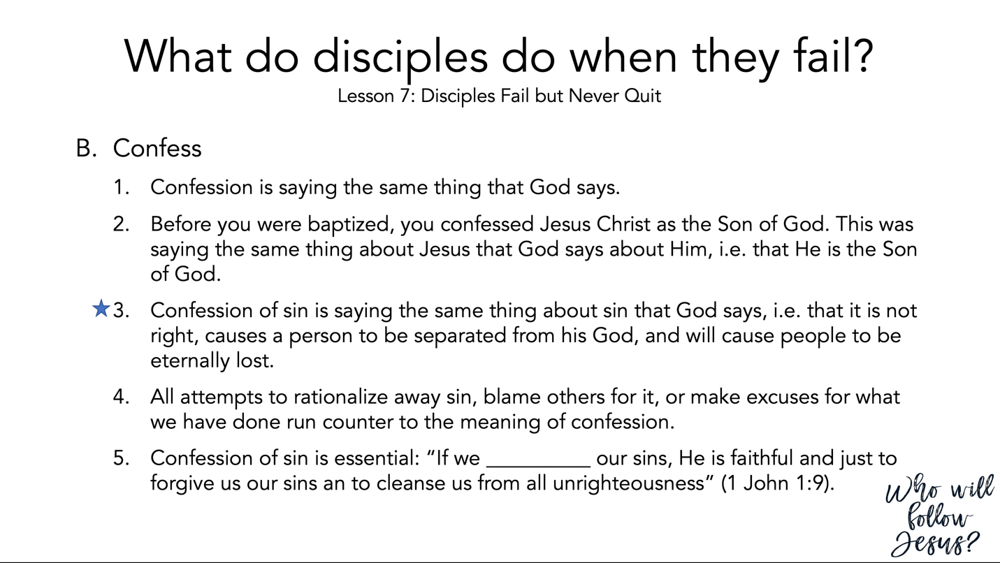 What do disciples do when they fail?
Lesson 7: Disciples Fail but Never Quit
B. Confess
1. Confession is saying the same thing that God says.
2. Before you were baptized, you confessed Jesus Christ as the Son of God. This was
saying the same thing about Jesus that God says about Him, i.e. that He is the Son
of God.
3. Confession of sin is saying the same thing about sin that God says, i.e. that it is not
right, causes a person to be separated from his God, and will cause people to be
eternally lost.
4. All attempts to rationalize away sin, blame others for it, or make excuses for what
we have done run counter to the meaning of confession.
5. Confession of sin is essential: “If we __________ our sins, He is faithful and just to
forgive us our sins an to cleanse us from all unrighteousness” (1 John 1:9).
Who will
follow
Jesus?